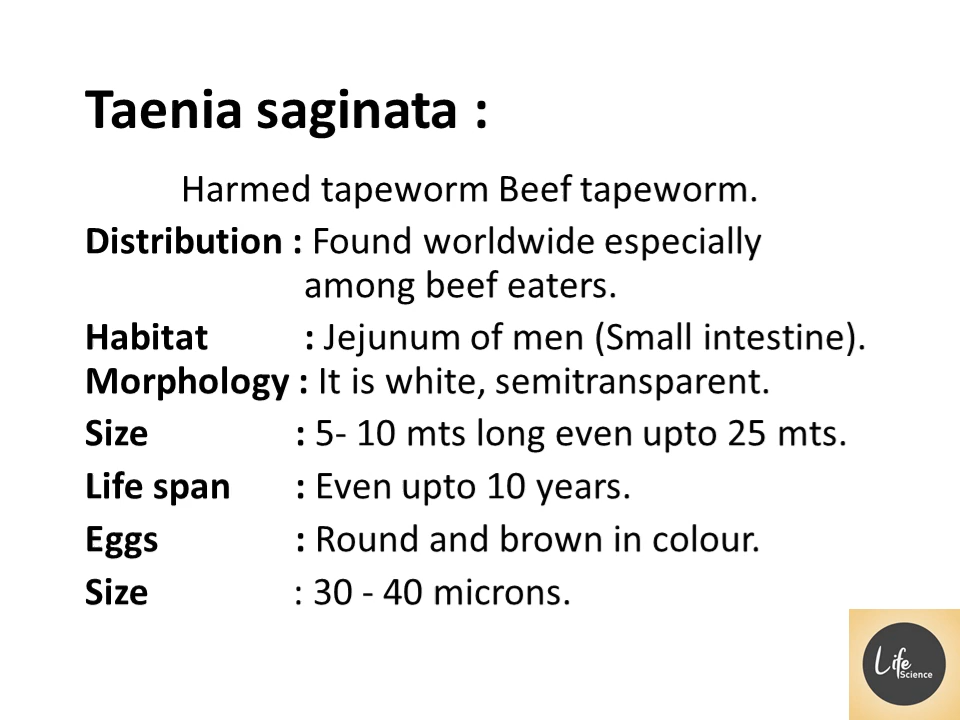 Taenia saginata :
Harmed tapeworm Beef tapeworm.
Distribution : Found worldwide especially
among beef eaters.
Habitat : Jejunum of men (Small intestine).
Morphology : It is white, semitransparent.
Size : 5- 10 mts long even upto 25 mts.
Life span : Even upto 10 years.
Eggs : Round and brown in colour.
Size : 30 - 40 microns.
Life
Science